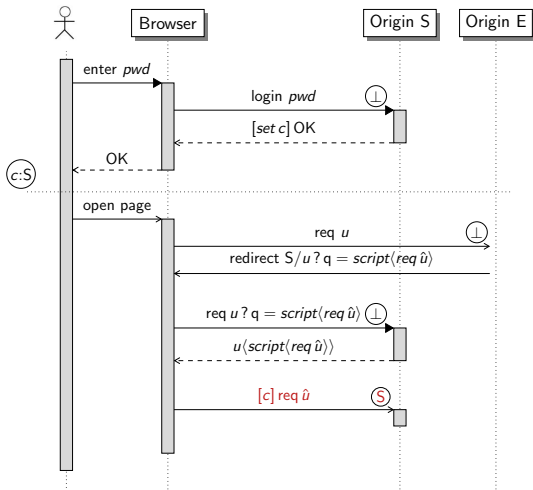 Browser
Origin S
Origin E
enter pwd
login pwd
⊥
[set c] OK
OK
c:S
open page
req u
⊥
redirect S/u ? q = script⟨req û⟩
req u ? q = script⟨req û⟩
⊥
u⟨script⟨req û⟩⟩
[c] req û
S